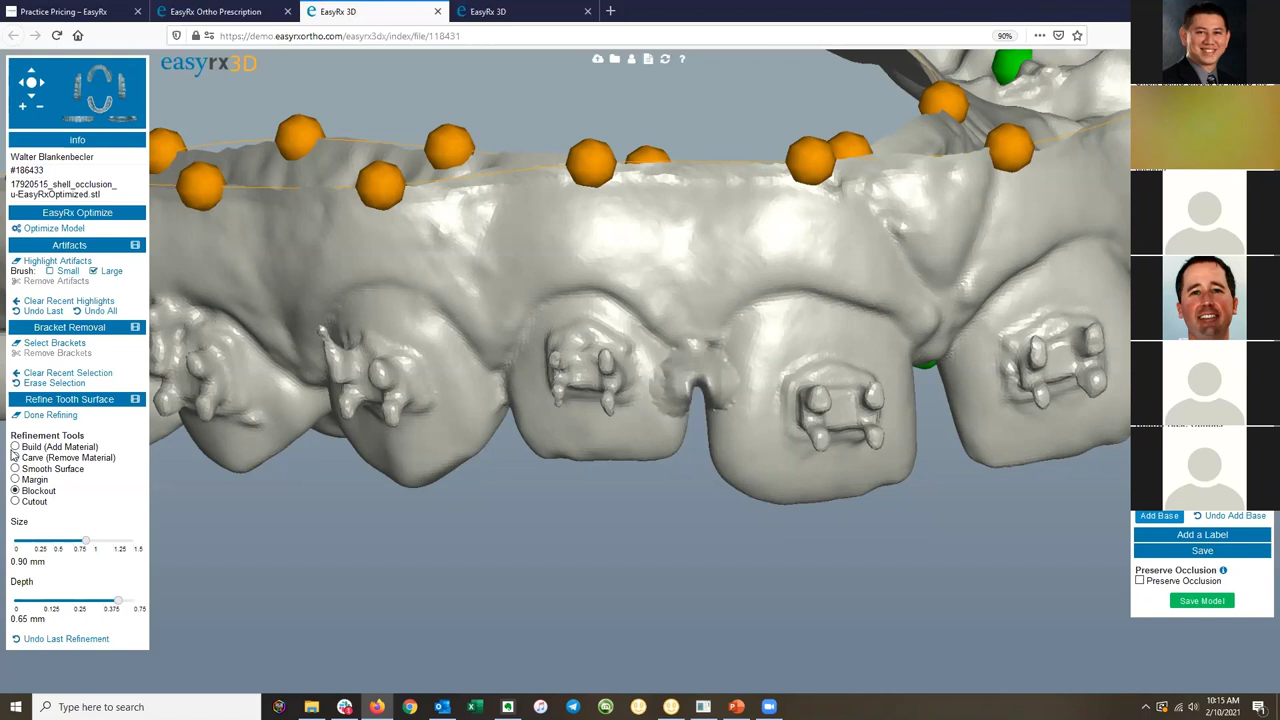 Practice Pricing – EasyRx
EasyRx Ortho Prescription
EasyRx 3D
EasyRx 3D
https://demo.easyrxortho.com/easyrx3dx/index/file/118431
90%
easyrx3D
Info
Walter Blankenbecler
#186433
17920515_shell_occlusion_
u-EasyRxOptimized.stl
EasyRx Optimize
Optimize Model
Artifacts
Highlight Artifacts
Brush: Small Large
Remove Artifacts
Clear Recent Highlights
Undo Last Undo All
Bracket Removal
Select Brackets
Remove Brackets
Clear Recent Selection
Erase Selection
Refine Tooth Surface
Done Refining
Refinement Tools
Build (Add Material)
Carve (Remove Material)
Smooth Surface
Margin
Blockout
Cutout
Size
0 0.25 0.5 0.75 1 1.25 1.5
0.90 mm
Depth
0 0.125 0.25 0.375 0.75
0.65 mm
Undo Last Refinement
Add Base Undo Add Base
Add a Label
Save
Preserve Occlusion
Preserve Occlusion
Save Model
Type here to search
10:15 AM
2/10/2021